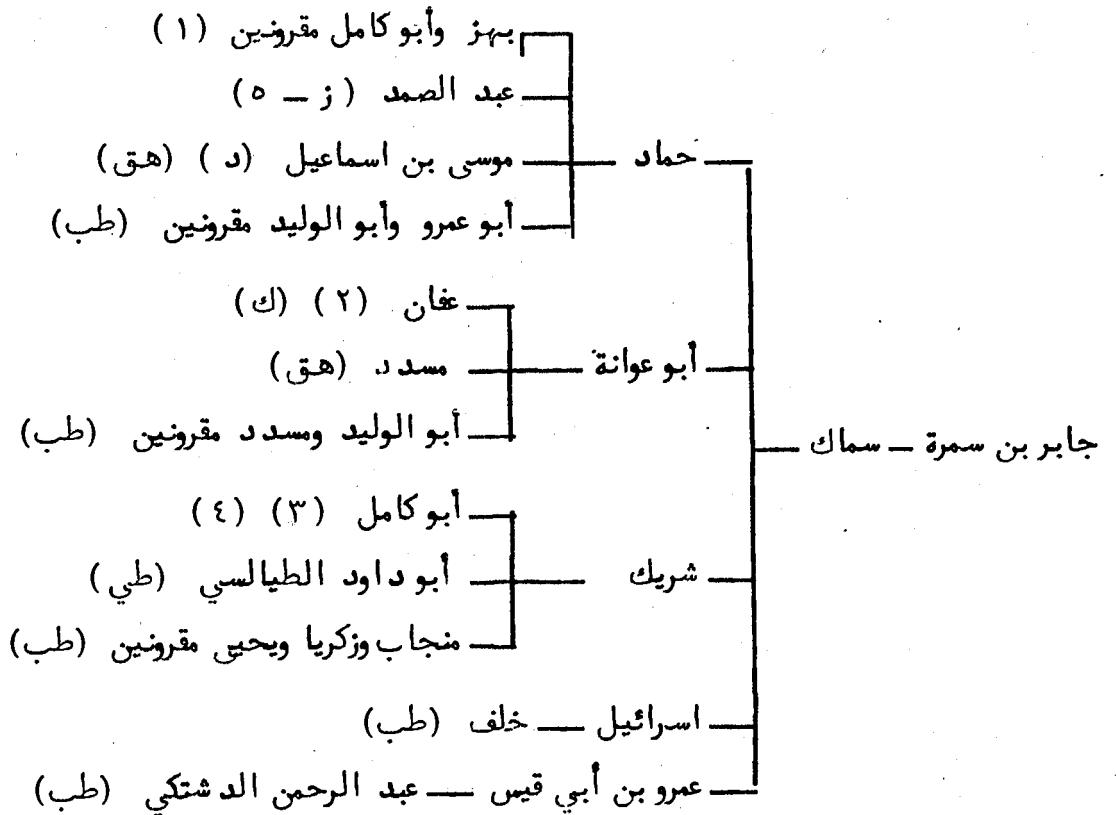 بهز وأبو كامل مقرونين (١)
عبد الصمد (ز – ٥)
حماد – موسى بن اسماعيل (د) (هق)
أبو عمرو وأبو الوليد مقرونين (طب)
عفان (٢) (ك)
أبو عوانة – مسدد (هق)
أبو الوليد ومسدد مقرونين (طب)
جابر بن سمرة – سماك
أبو كامل (٣) (٤)
شريك – أبو داود الطيالسي (طي)
منجاب وزكريا ويحيى مقرونين (طب)
اسرائيل – خلف (طب)
عمرو بن أبي قيس – عبد الرحمن الدشتكي (طب)